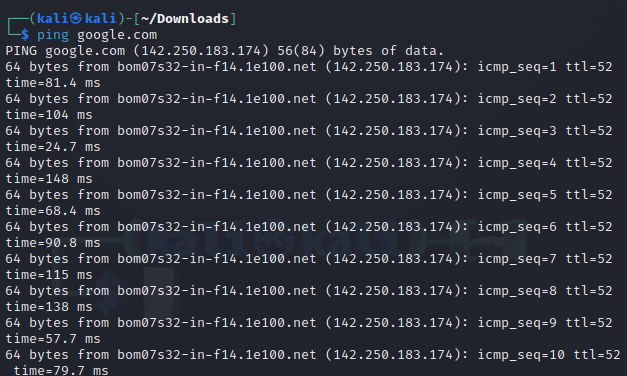 ┌──(kali㉿kali)-[~/Downloads]
└─$ ping google.com
PING google.com (142.250.183.174) 56(84) bytes of data.
64 bytes from bom07s32-in-f14.1e100.net (142.250.183.174): icmp_seq=1 ttl=52
time=81.4 ms
64 bytes from bom07s32-in-f14.1e100.net (142.250.183.174): icmp_seq=2 ttl=52
time=104 ms
64 bytes from bom07s32-in-f14.1e100.net (142.250.183.174): icmp_seq=3 ttl=52
time=24.7 ms
64 bytes from bom07s32-in-f14.1e100.net (142.250.183.174): icmp_seq=4 ttl=52
time=148 ms
64 bytes from bom07s32-in-f14.1e100.net (142.250.183.174): icmp_seq=5 ttl=52
time=68.4 ms
64 bytes from bom07s32-in-f14.1e100.net (142.250.183.174): icmp_seq=6 ttl=52
time=90.8 ms
64 bytes from bom07s32-in-f14.1e100.net (142.250.183.174): icmp_seq=7 ttl=52
time=115 ms
64 bytes from bom07s32-in-f14.1e100.net (142.250.183.174): icmp_seq=8 ttl=52
time=138 ms
64 bytes from bom07s32-in-f14.1e100.net (142.250.183.174): icmp_seq=9 ttl=52
time=57.7 ms
64 bytes from bom07s32-in-f14.1e100.net (142.250.183.174): icmp_seq=10 ttl=52
 time=79.7 ms